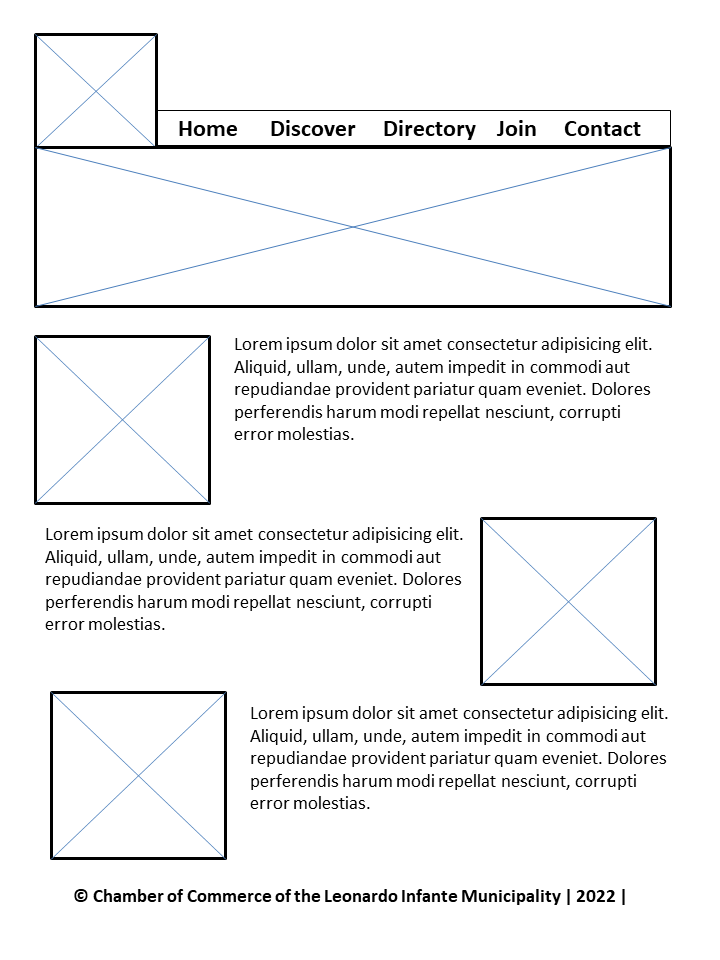 Home Discover Directory Join Contact
Lorem ipsum dolor sit amet consectetur adipisicing elit.
Aliquid, ullam, unde, autem impedit in commodi aut
repudiandae provident pariatur quam eveniet. Dolores
perferendis harum modi repellat nesciunt, corrupti
error molestias.
Lorem ipsum dolor sit amet consectetur adipisicing elit.
Aliquid, ullam, unde, autem impedit in commodi aut
repudiandae provident pariatur quam eveniet. Dolores
perferendis harum modi repellat nesciunt, corrupti
error molestias.
Lorem ipsum dolor sit amet consectetur adipisicing elit.
Aliquid, ullam, unde, autem impedit in commodi aut
repudiandae provident pariatur quam eveniet. Dolores
perferendis harum modi repellat nesciunt, corrupti
error molestias.
© Chamber of Commerce of the Leonardo Infante Municipality | 2022 |